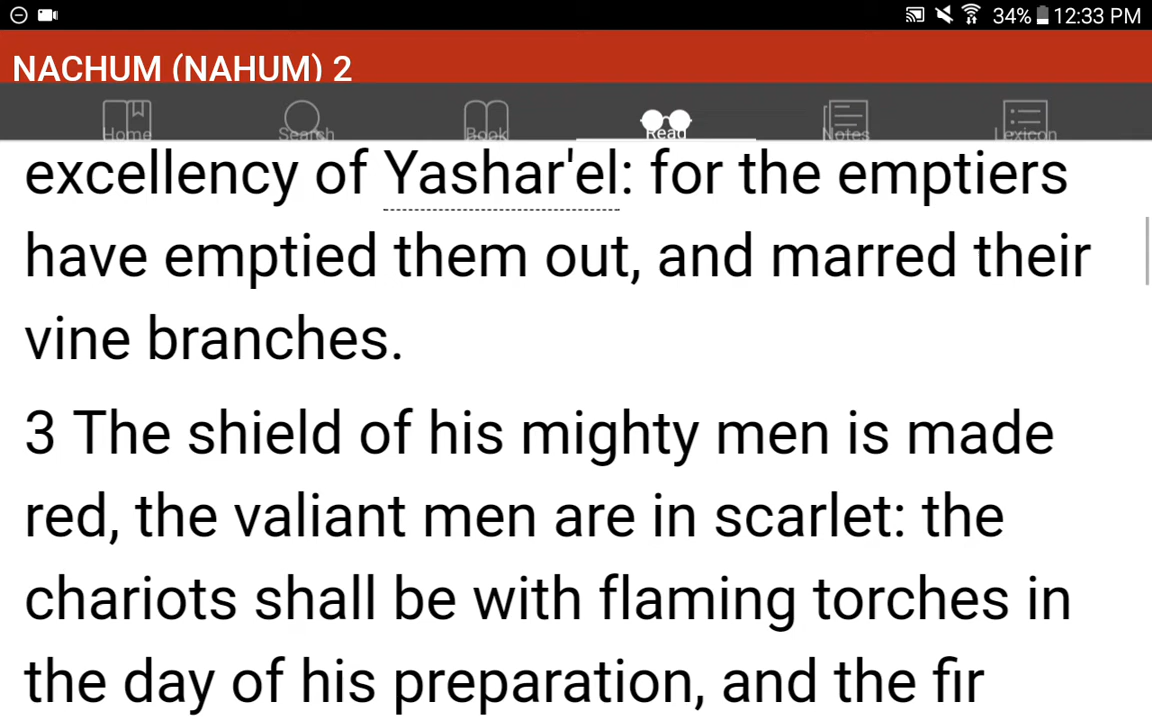 34% 12:33 PM
NACHUM (NAHUM) 2
Home Search Book Read Notes Lexicon
excellency of Yashar'el: for the emptiers
have emptied them out, and marred their
vine branches.
3 The shield of his mighty men is made
red, the valiant men are in scarlet: the
chariots shall be with flaming torches in
the day of his preparation, and the fir